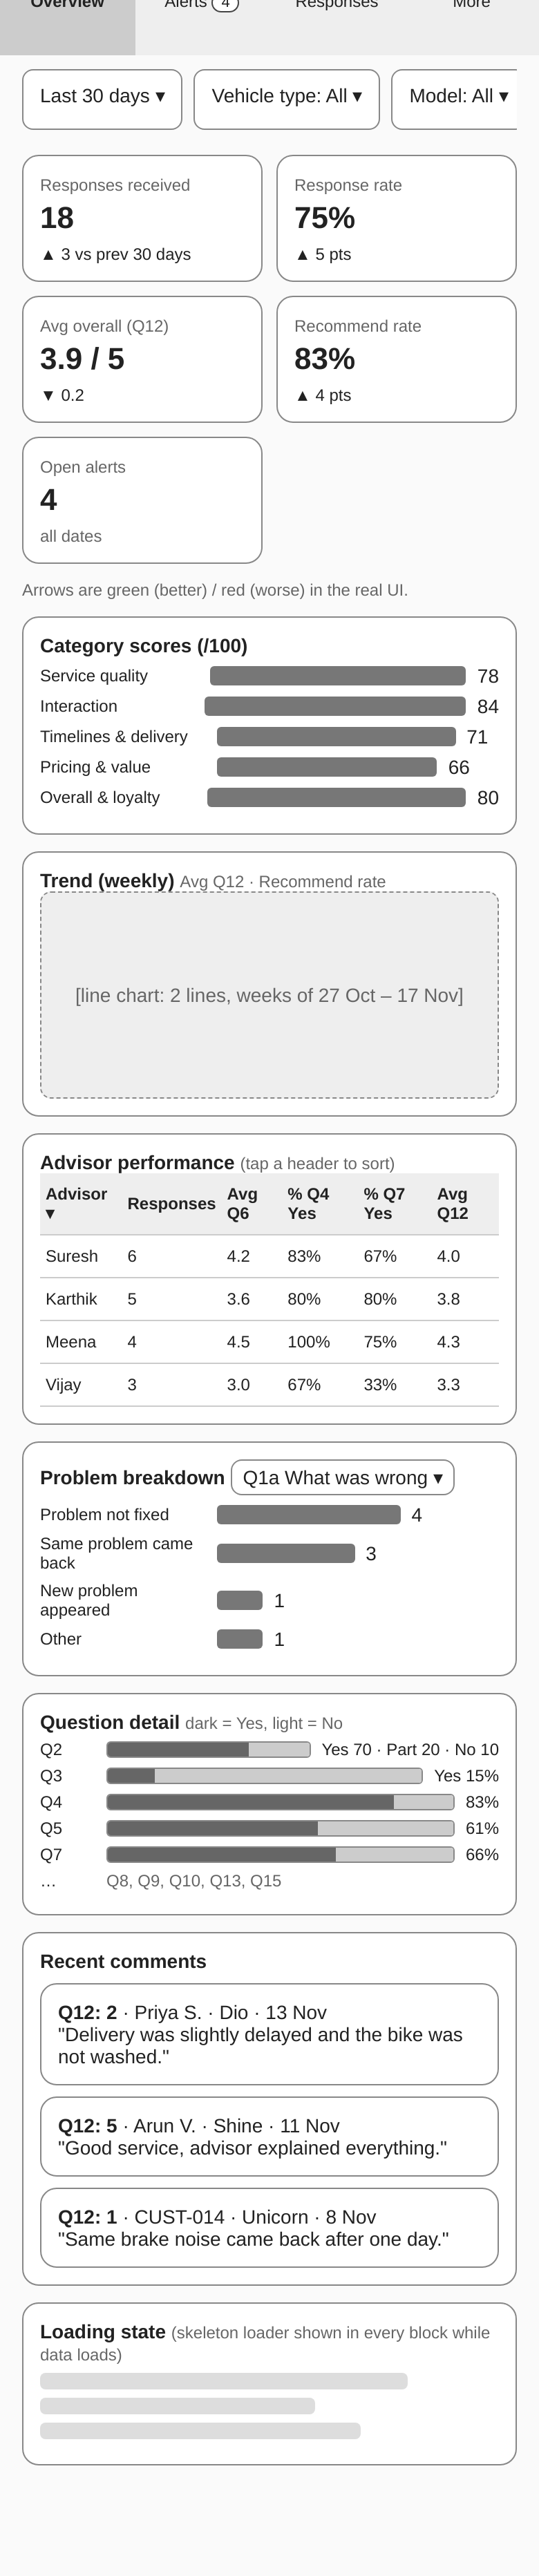 Overview Alerts 4 Responses More
Last 30 days ▾ Vehicle type: All ▾ Model: All ▾
Responses received Response rate
18 75%
▲ 3 vs prev 30 days ▲ 5 pts
Avg overall (Q12) Recommend rate
3.9 / 5 83%
▼ 0.2 ▲ 4 pts
Open alerts
4
all dates
Arrows are green (better) / red (worse) in the real UI.
Category scores (/100)
Service quality 78
Interaction 84
Timelines & delivery 71
Pricing & value 66
Overall & loyalty 80
Trend (weekly) Avg Q12 · Recommend rate
[line chart: 2 lines, weeks of 27 Oct – 17 Nov]
Advisor performance (tap a header to sort)
Advisor ▾ Responses Avg Q6 % Q4 Yes % Q7 Yes Avg Q12
Suresh 6 4.2 83% 67% 4.0
Karthik 5 3.6 80% 80% 3.8
Meena 4 4.5 100% 75% 4.3
Vijay 3 3.0 67% 33% 3.3
Problem breakdown Q1a What was wrong ▾
Problem not fixed 4
Same problem came
back 3
New problem
appeared 1
Other 1
Question detail dark = Yes, light = No
Q2 Yes 70 · Part 20 · No 10
Q3 Yes 15%
Q4 83%
Q5 61%
Q7 66%
… Q8, Q9, Q10, Q13, Q15
Recent comments
Q12: 2 · Priya S. · Dio · 13 Nov
"Delivery was slightly delayed and the bike was
not washed."
Q12: 5 · Arun V. · Shine · 11 Nov
"Good service, advisor explained everything."
Q12: 1 · CUST-014 · Unicorn · 8 Nov
"Same brake noise came back after one day."
Loading state (skeleton loader shown in every block while
data loads)